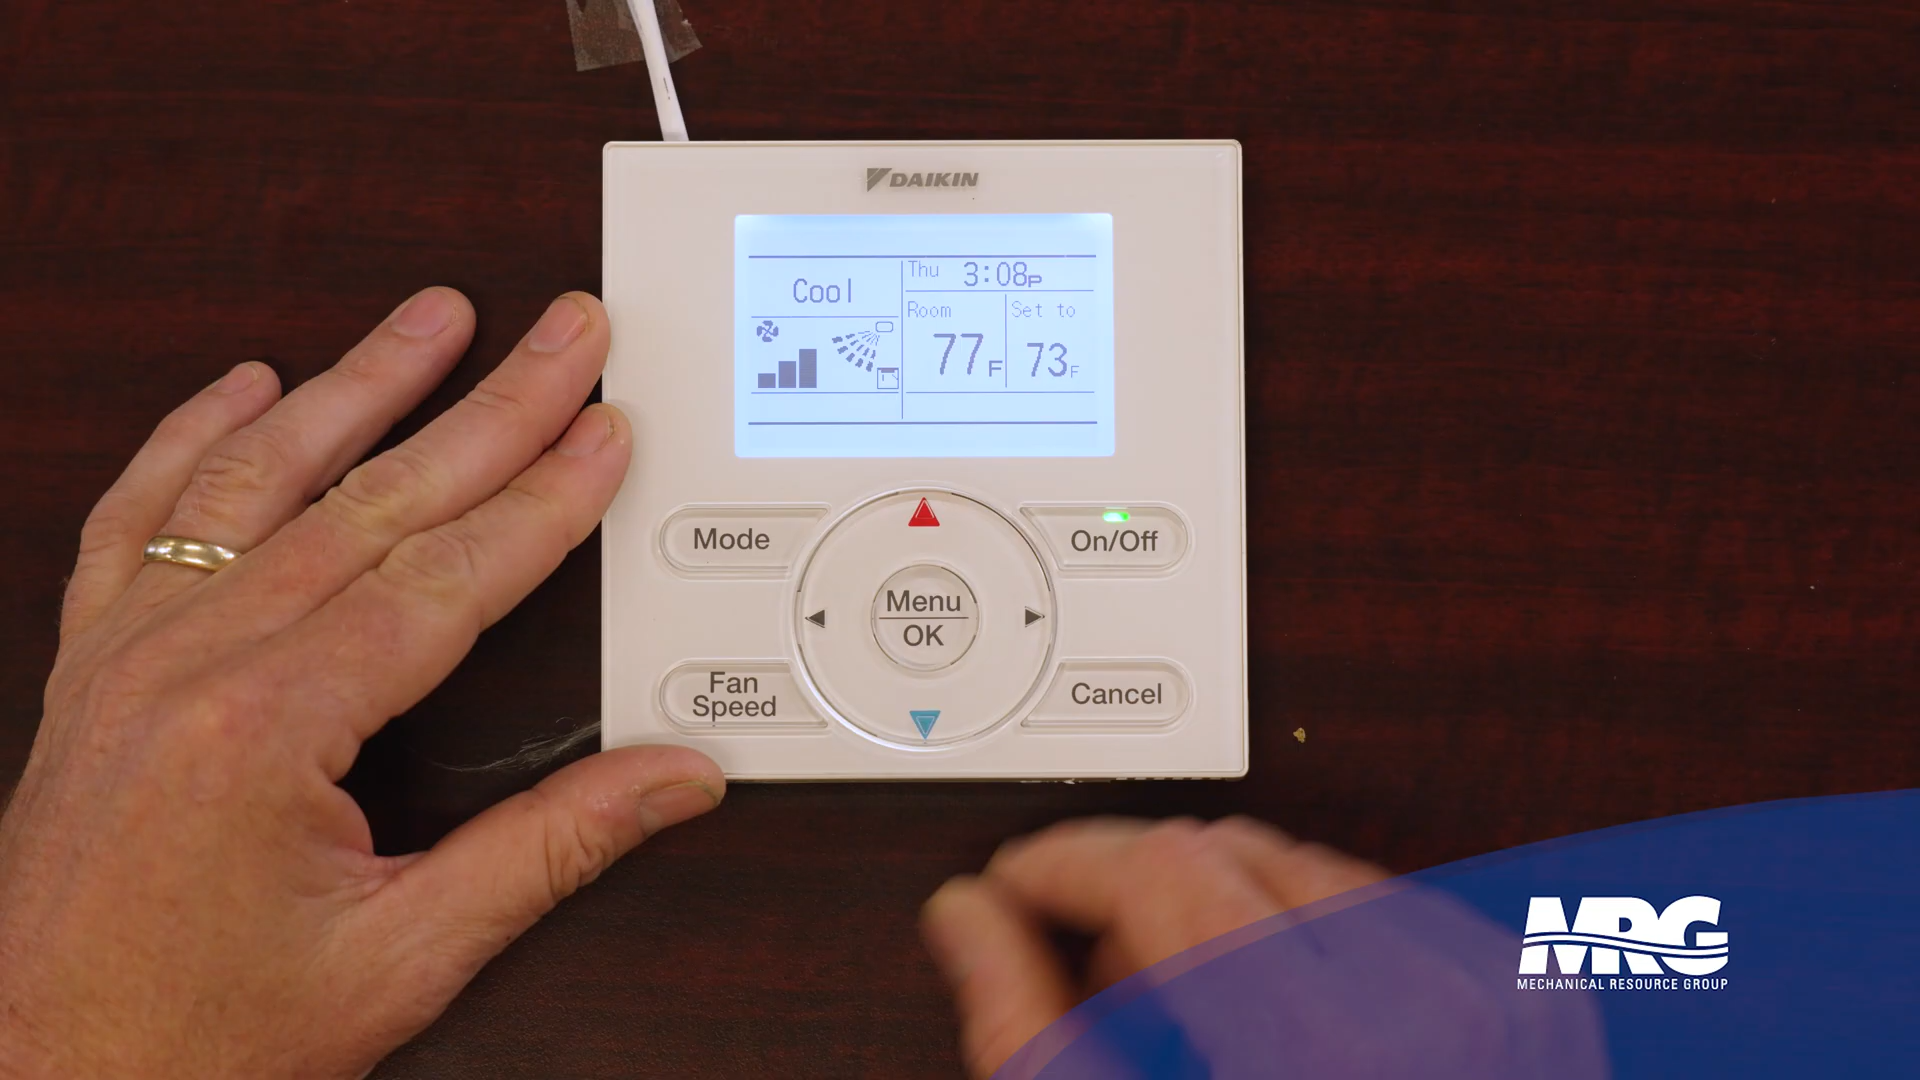 DAIKIN
Cool
Thu 3:08P
Room
Set to
77F
73F
Mode
On/Off
Menu
OK
Fan
Speed
Cancel
MRG
MECHANICAL RESOURCE GROUP